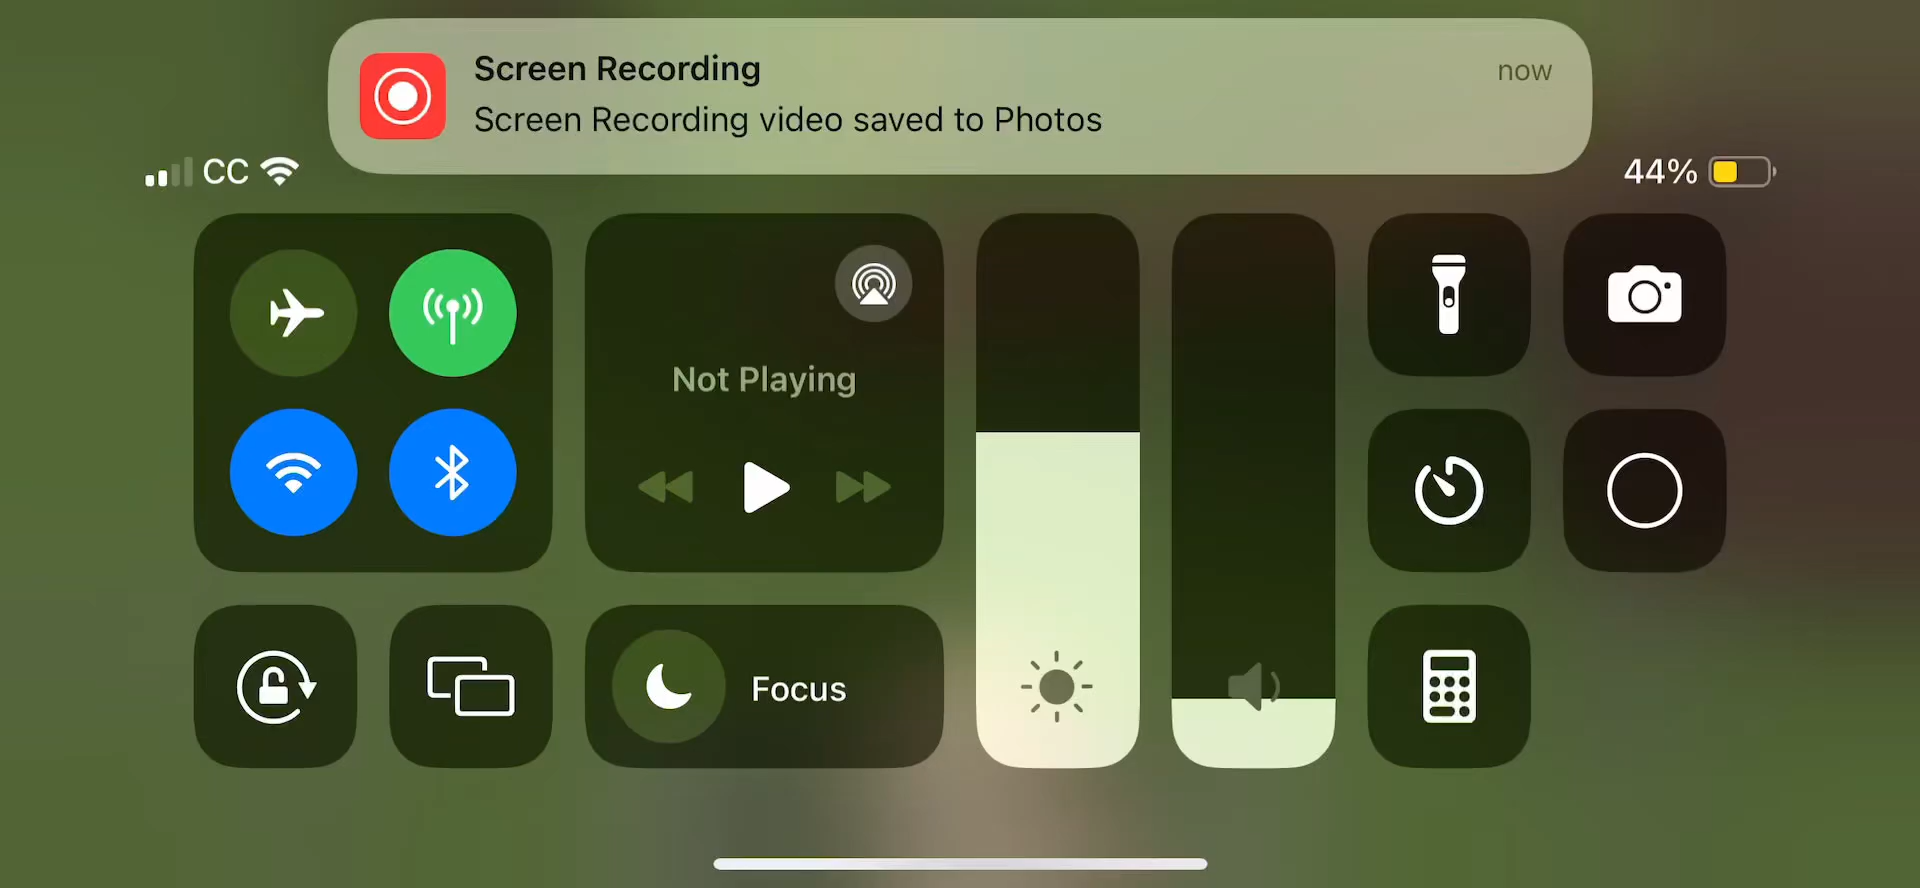 Screen Recording
now
Screen Recording video saved to Photos
CC
44%
Not Playing
Focus